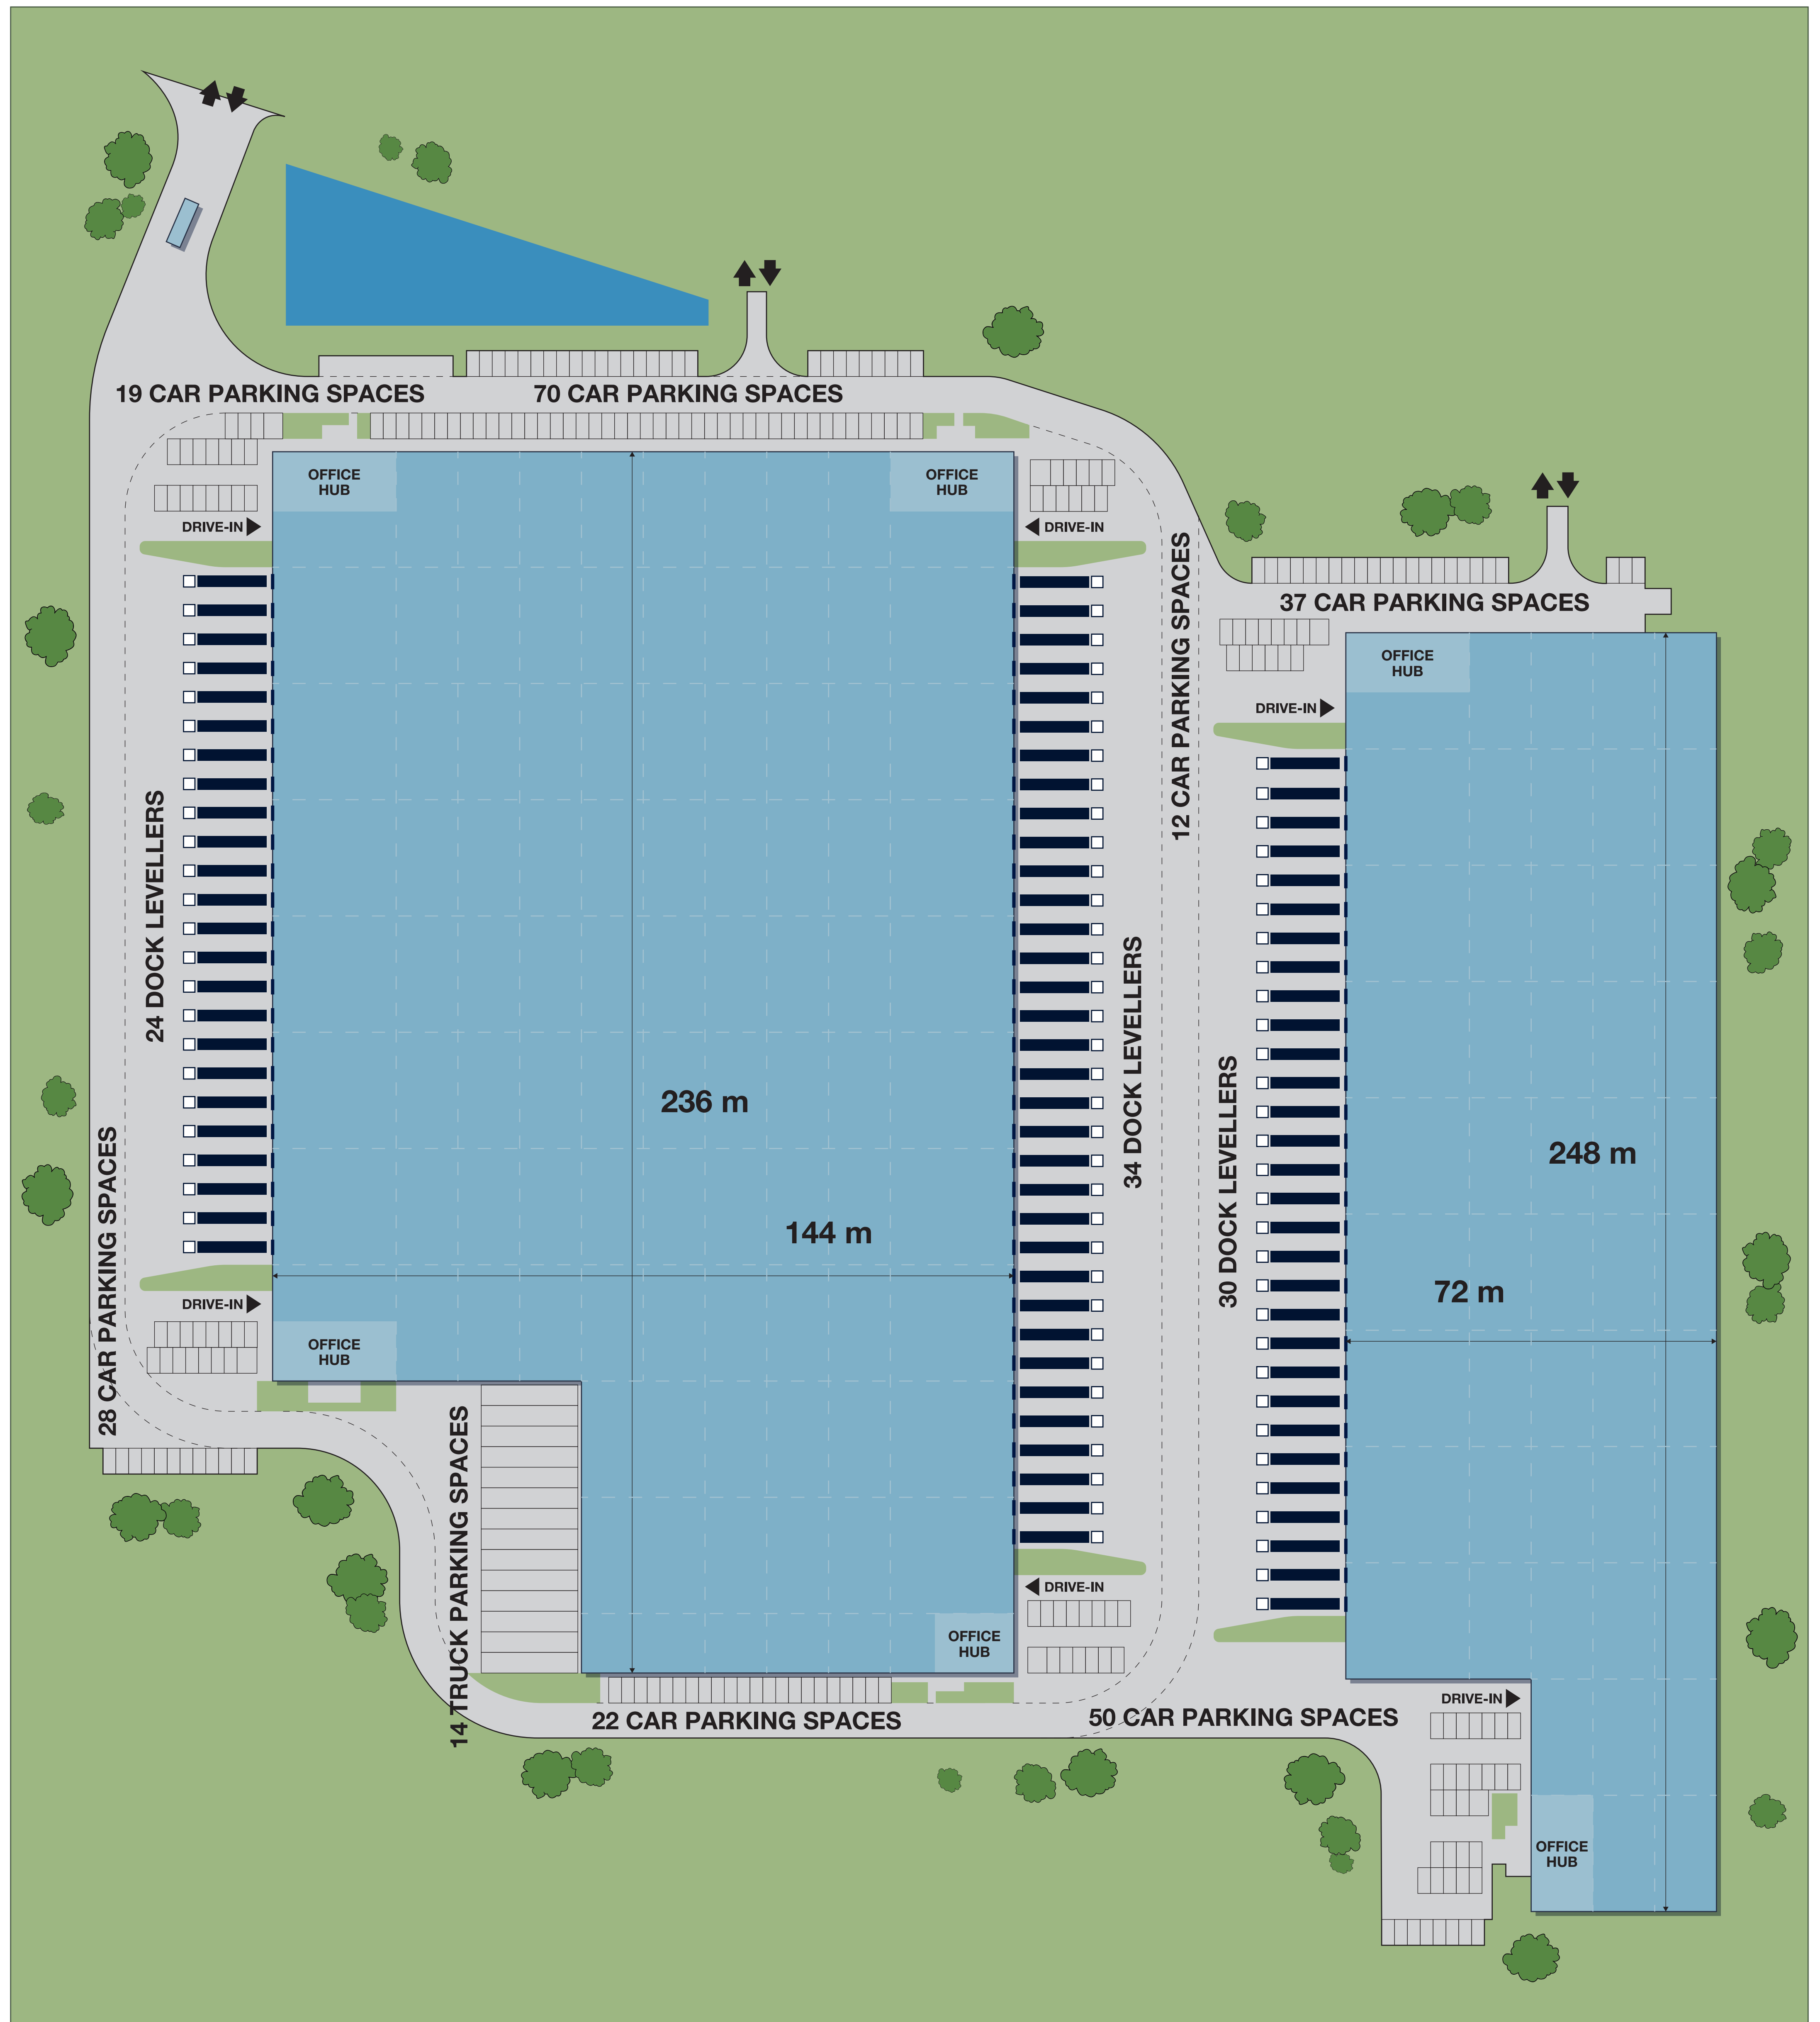 19 CAR PARKING SPACES
70 CAR PARKING SPACES
OFFICE
HUB
OFFICE
HUB
DRIVE-IN
DRIVE-IN
12 CAR PARKING SPACES
37 CAR PARKING SPACES
OFFICE
HUB
DRIVE-IN
24 DOCK LEVELLERS
34 DOCK LEVELLERS
30 DOCK LEVELLERS
236 m
248 m
144 m
72 m
28 CAR PARKING SPACES
DRIVE-IN
OFFICE
HUB
14 TRUCK PARKING SPACES
DRIVE-IN
OFFICE
HUB
22 CAR PARKING SPACES
50 CAR PARKING SPACES
DRIVE-IN
OFFICE
HUB